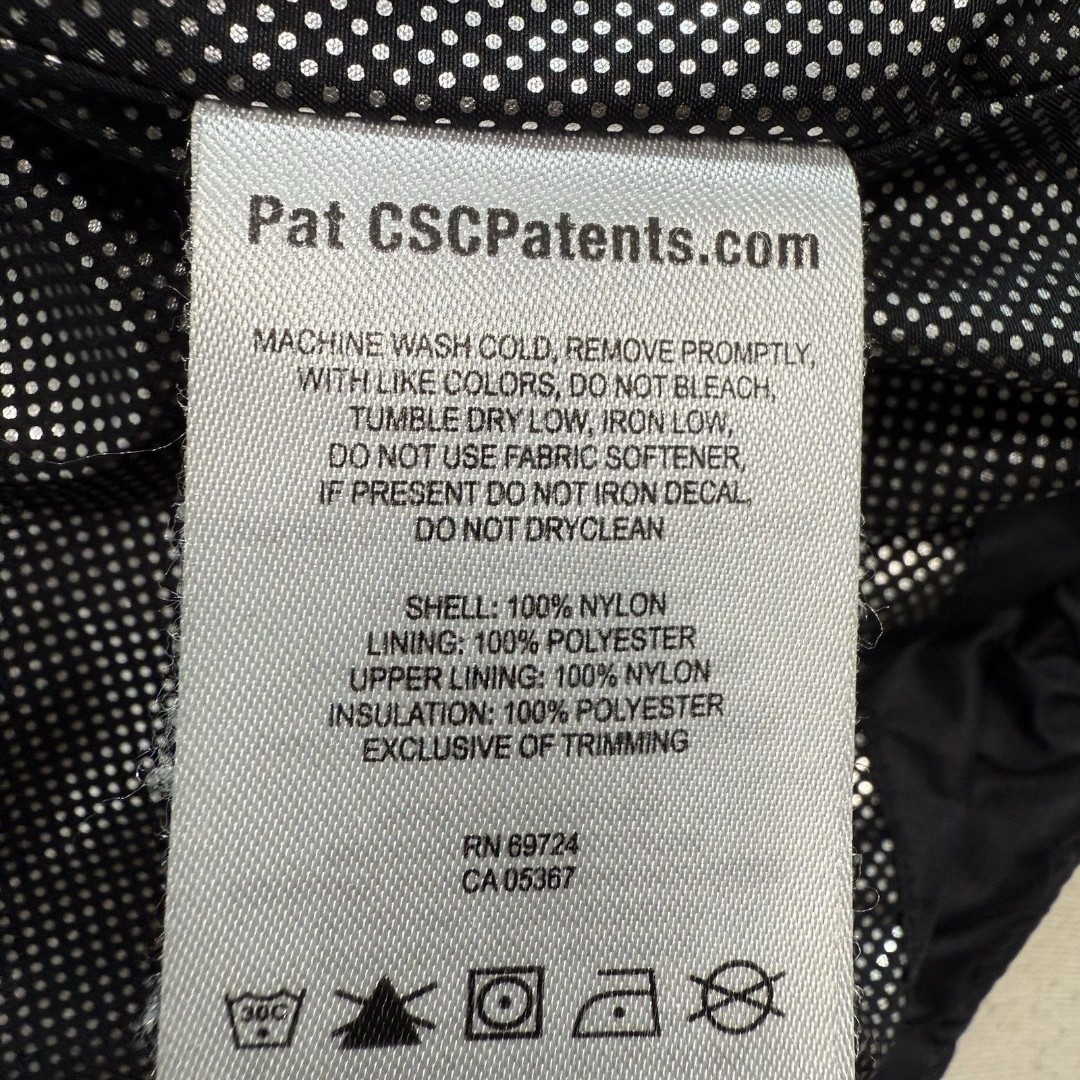 Pat CSCPatents.com
MACHINE WASH COLD, REMOVE PROMPTLY,
WITH LIKE COLORS, DO NOT BLEACH,
TUMBLE DRY LOW, IRON LOW,
DO NOT USE FABRIC SOFTENER,
IF PRESENT DO NOT IRON DECAL,
DO NOT DRYCLEAN
SHELL: 100% NYLON
LINING: 100% POLYESTER
UPPER LINING: 100% NYLON
INSULATION: 100% POLYESTER
EXCLUSIVE OF TRIMMING
RN 69724
CA 05367
30C